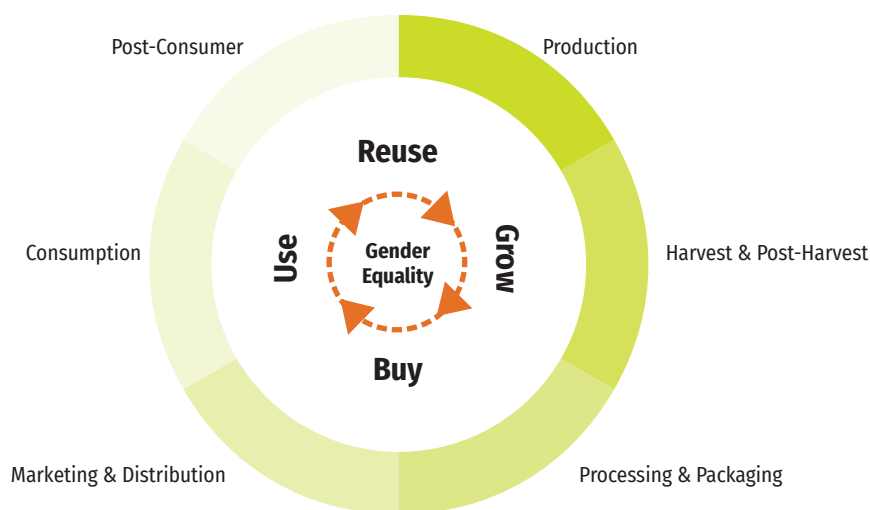 Post-Consumer
Production
Reuse
Consumption
Use
Gender
Equality
Grow
Harvest & Post-Harvest
Buy
Marketing & Distribution
Processing & Packaging